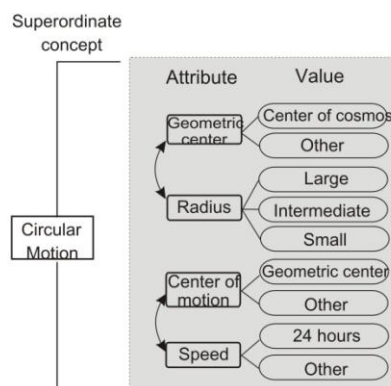 Superordinate
concept
Attribute
Value
Geometric
center
Center of cosmos
Other
Radius
Large
Intermediate
Small
Circular
Motion
Center of
motion
Geometric center
Other
Speed
24 hours
Other